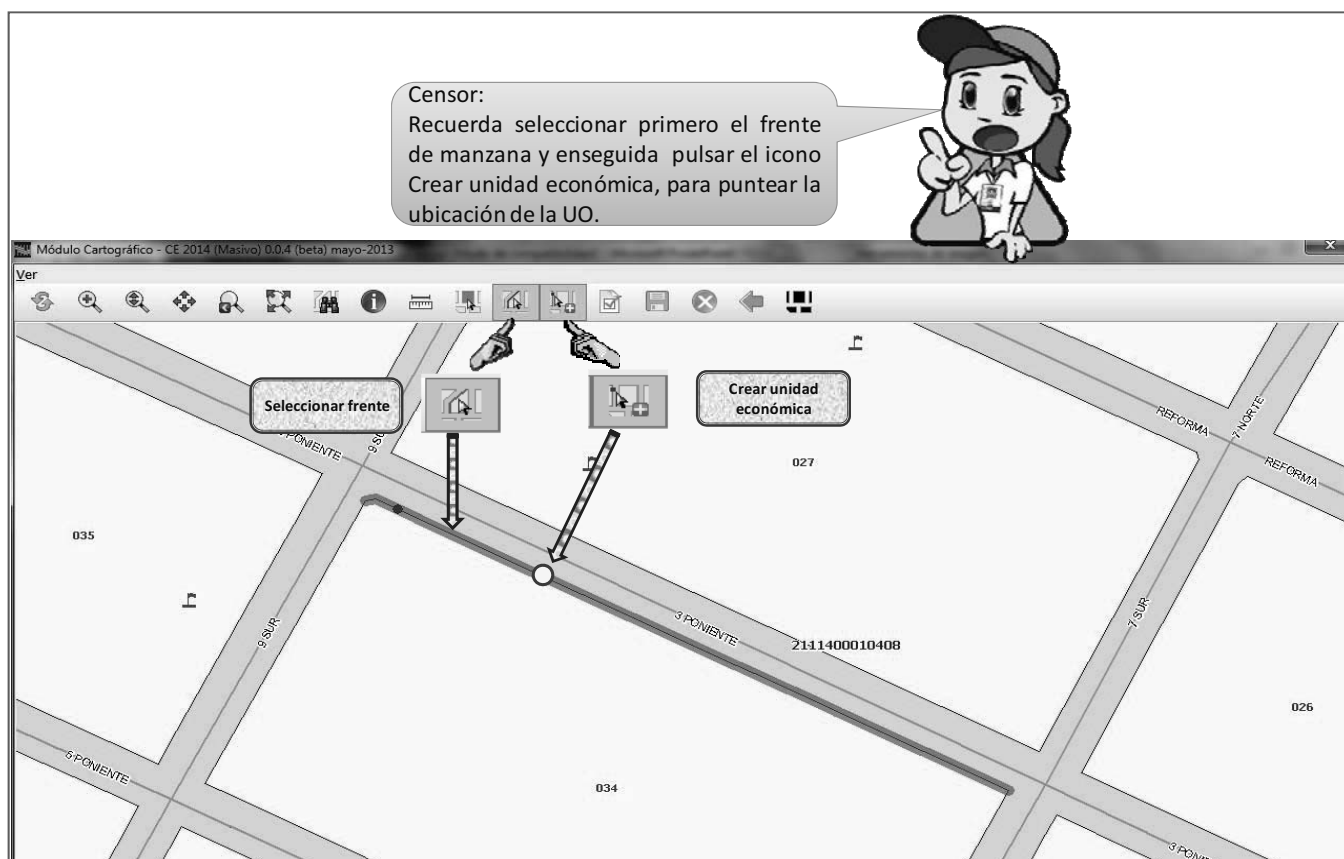 Censor:
Recuerda seleccionar primero el frente
de manzana y enseguida pulsar el icono
Crear unidad económica, para puntear la
ubicación de la UO.
Módulo Cartográfico - CE 2014 (Masivo) 0.0.4 (beta) mayo-2013
Ver
Seleccionar frente
Crear unidad
económica
PONIENTE
REFORMA
7 NORTE
REFORMA
027
035
9 SUR
3 PONIENTE
7 SUR
2111400010408
026
5 PONIENTE
034
3 PONIENTE